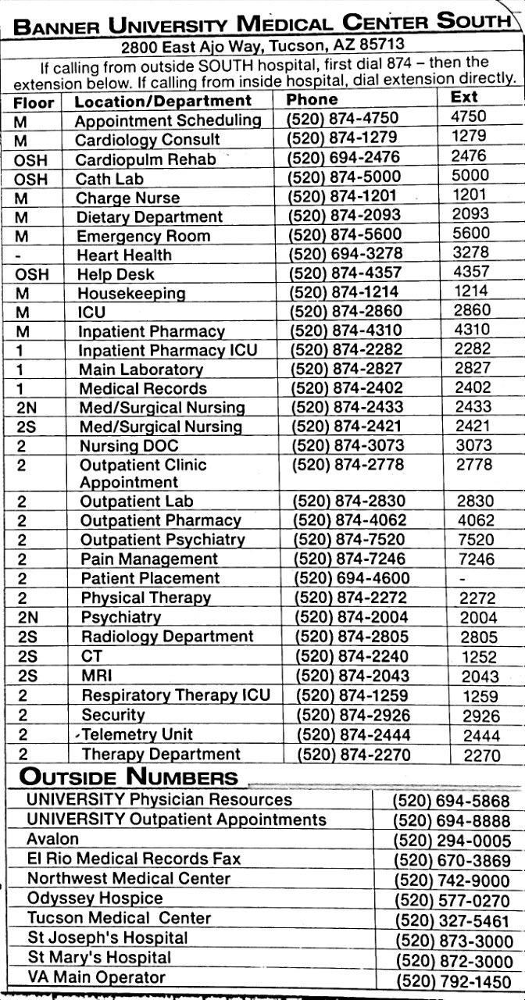 BANNER UNIVERSITY MEDICAL CENTER SOUTH
2800 East Ajo Way, Tucson, AZ 85713
If calling from outside SOUTH hospital, first dial 874 – then the
extension below. If calling from inside hospital, dial extension directly.
Floor Location/Department Phone Ext
M Appointment Scheduling (520) 874-4750 4750
M Cardiology Consult (520) 874-1279 1279
OSH Cardiopulm Rehab (520) 694-2476 2476
OSH Cath Lab (520) 874-5000 5000
M Charge Nurse (520) 874-1201 1201
M Dietary Department (520) 874-2093 2093
M Emergency Room (520) 874-5600 5600
- Heart Health (520) 694-3278 3278
OSH Help Desk (520) 874-4357 4357
M Housekeeping (520) 874-1214 1214
M ICU (520) 874-2860 2860
M Inpatient Pharmacy (520) 874-4310 4310
1 Inpatient Pharmacy ICU (520) 874-2282 2282
1 Main Laboratory (520) 874-2827 2827
1 Medical Records (520) 874-2402 2402
2N Med/Surgical Nursing (520) 874-2433 2433
2S Med/Surgical Nursing (520) 874-2421 2421
2 Nursing DOC (520) 874-3073 3073
2 Outpatient Clinic (520) 874-2778 2778
Appointment
2 Outpatient Lab (520) 874-2830 2830
2 Outpatient Pharmacy (520) 874-4062 4062
2 Outpatient Psychiatry (520) 874-7520 7520
2 Pain Management (520) 874-7246 7246
2 Patient Placement (520) 694-4600 -
2 Physical Therapy (520) 874-2272 2272
2N Psychiatry (520) 874-2004 2004
2S Radiology Department (520) 874-2805 2805
2S CT (520) 874-2240 1252
2S MRI (520) 874-2043 2043
2 Respiratory Therapy ICU (520) 874-1259 1259
2 Security (520) 874-2926 2926
2 Telemetry Unit (520) 874-2444 2444
2 Therapy Department (520) 874-2270 2270
OUTSIDE NUMBERS
UNIVERSITY Physician Resources (520) 694-5868
UNIVERSITY Outpatient Appointments (520) 694-8888
Avalon (520) 294-0005
El Rio Medical Records Fax (520) 670-3869
Northwest Medical Center (520) 742-9000
Odyssey Hospice (520) 577-0270
Tucson Medical Center (520) 327-5461
St Joseph's Hospital (520) 873-3000
St Mary's Hospital (520) 872-3000
VA Main Operator (520) 792-1450